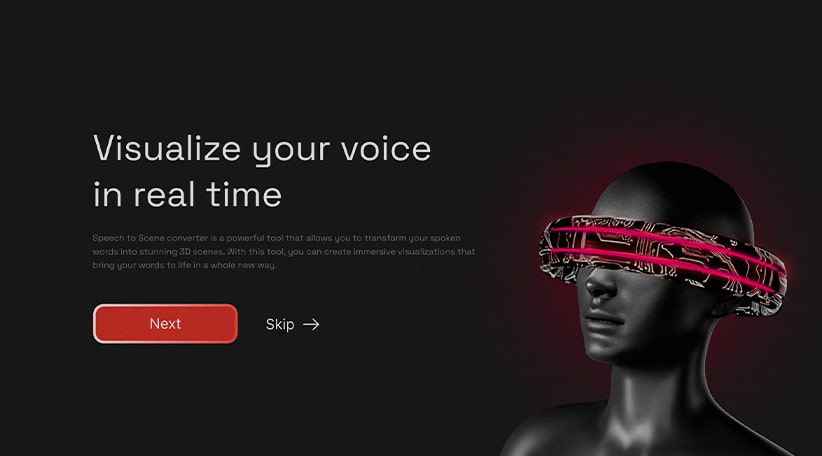 Visualize your voice
in real time
Speech to Scene converter is a powerful tool that allows you to transform your spoken
words into stunning 3D scenes. With this tool, you can create immersive visualizations that
bring your words to life in a whole new way.
Next
Skip →